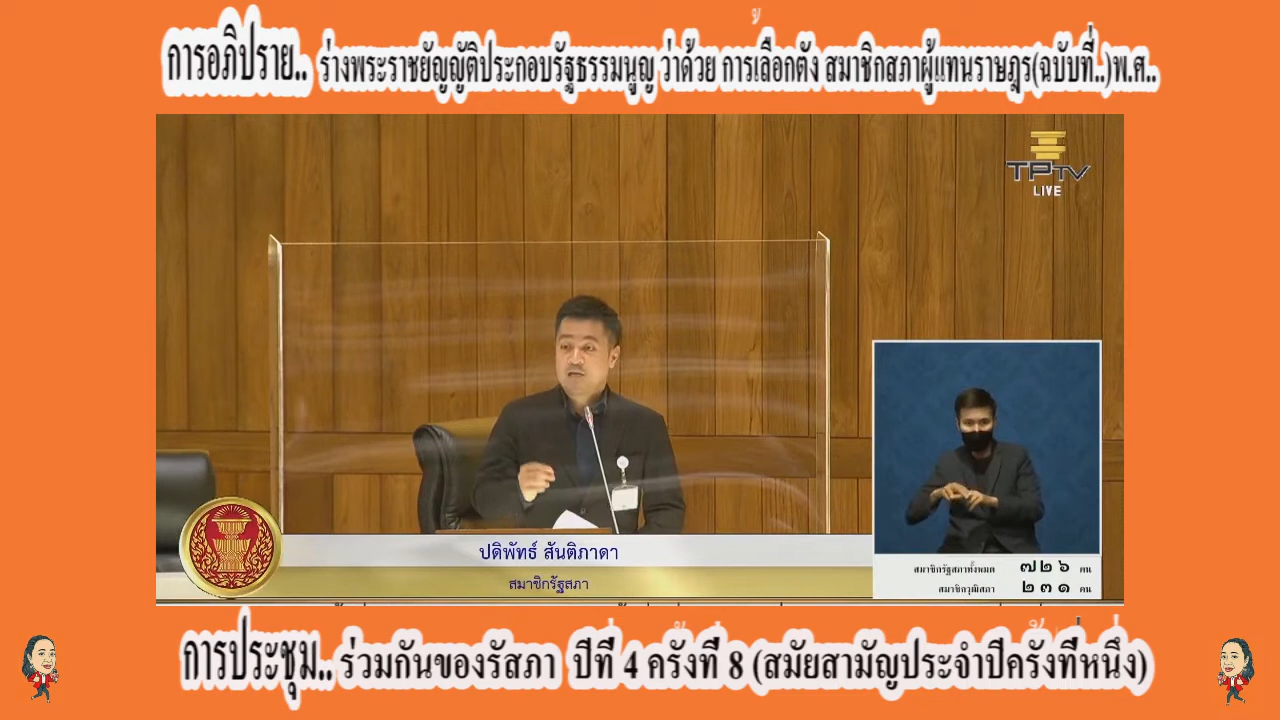 การอภิปราย.. ร่างพระราชยัญญัติประกอบรัฐธรรมนูญ ว่าด้วย การเลือกตั้ง สมาชิกสภาผู้แทนราษฎร(ฉบับที่..)พ.ศ..
TPTV
LIVE
ปดิพัทธ์ สันติภาดา
สมาชิกรัฐสภา
สมาชิกรัฐสภาทั้งหมด ๗๒๖ คน
สมาชิกวุฒิสภา ๒๓๑ คน
การประชุม.. ร่วมกันของรัสภา ปีที่ 4 ครั้งที่ 8 (สมัยสามัญประจำปีครั้งที่หนึ่ง)